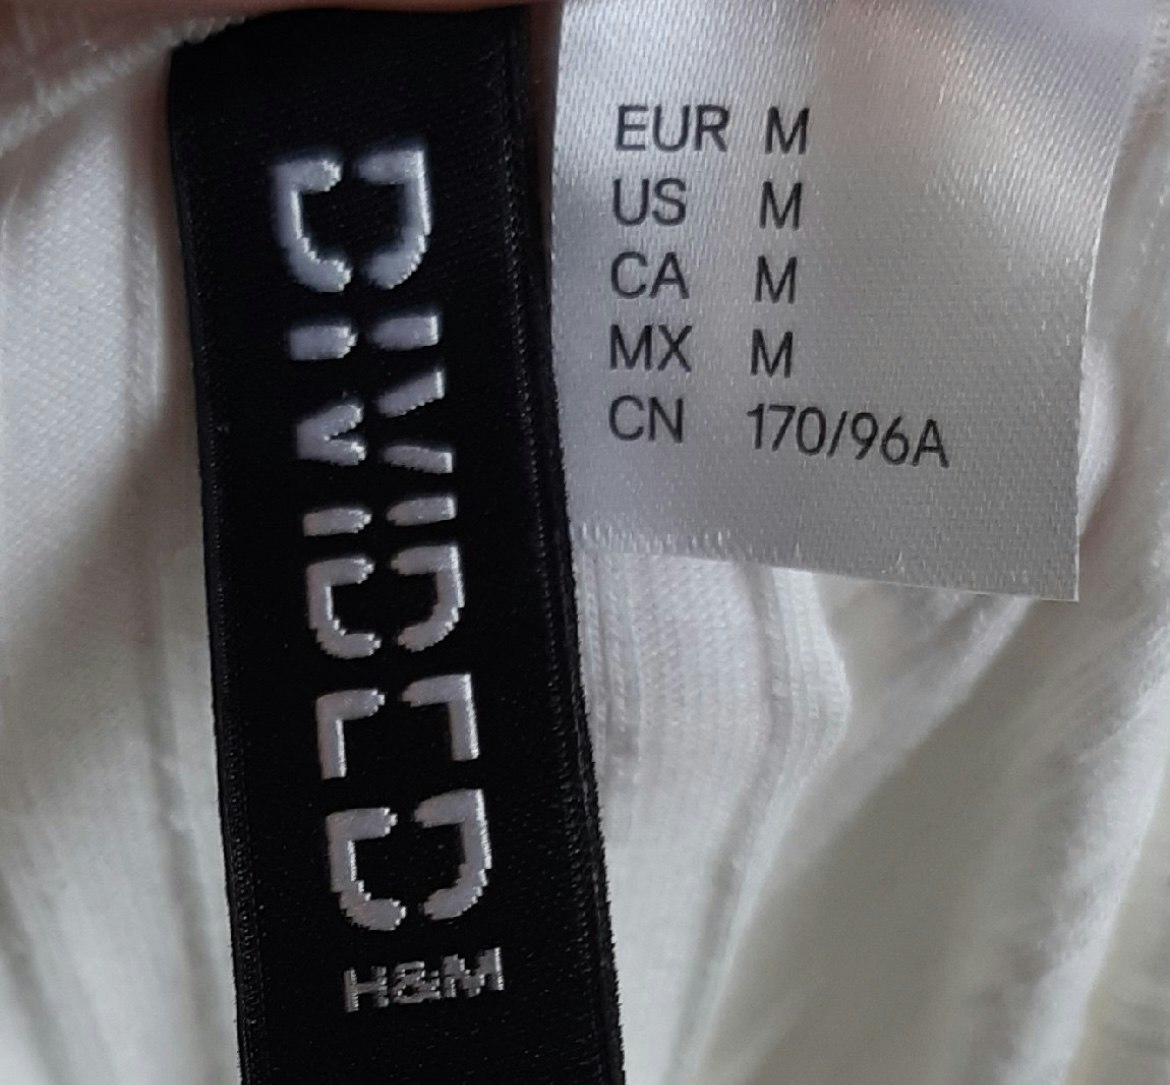 DIVIDED
H&M
EUR M
US M
CA M
MX M
CN 170/96A